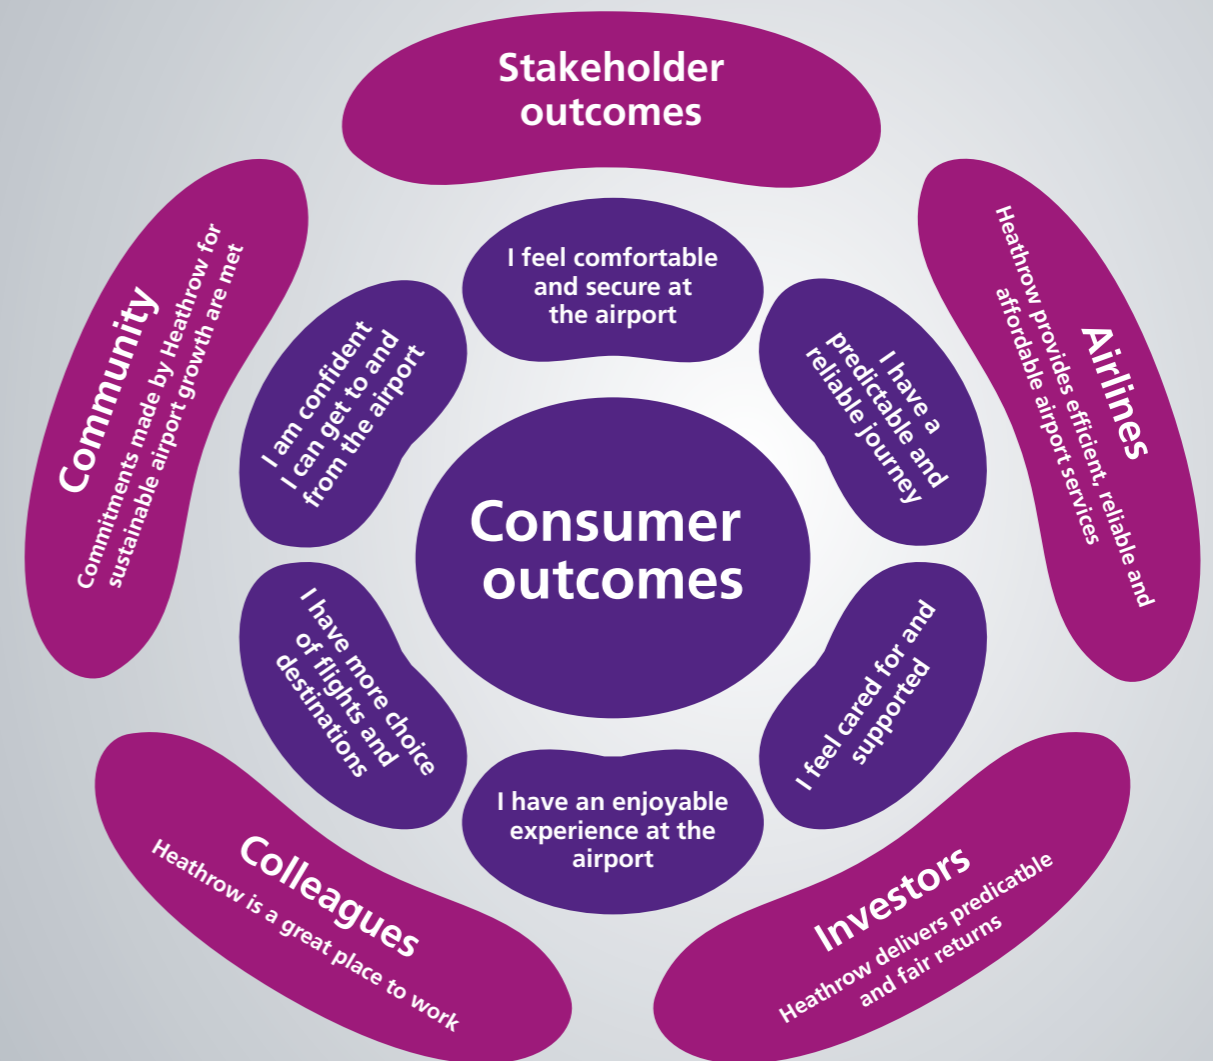 Stakeholder
outcomes
Airlines
Heathrow provides efficient, reliable and
affordable airport services
Investors
Heathrow delivers predicatble
and fair returns
Colleagues
Heathrow is a great place to work
Community
Commitments made by Heathrow for
sustainable airport growth are met
Consumer
outcomes
I feel comfortable
and secure at
the airport
I have a
predictable and
reliable journey
I feel cared for and
supported
I have an enjoyable
experience at the
airport
I have more choice
of flights and
destinations
I am confident
I can get to and
from the airport